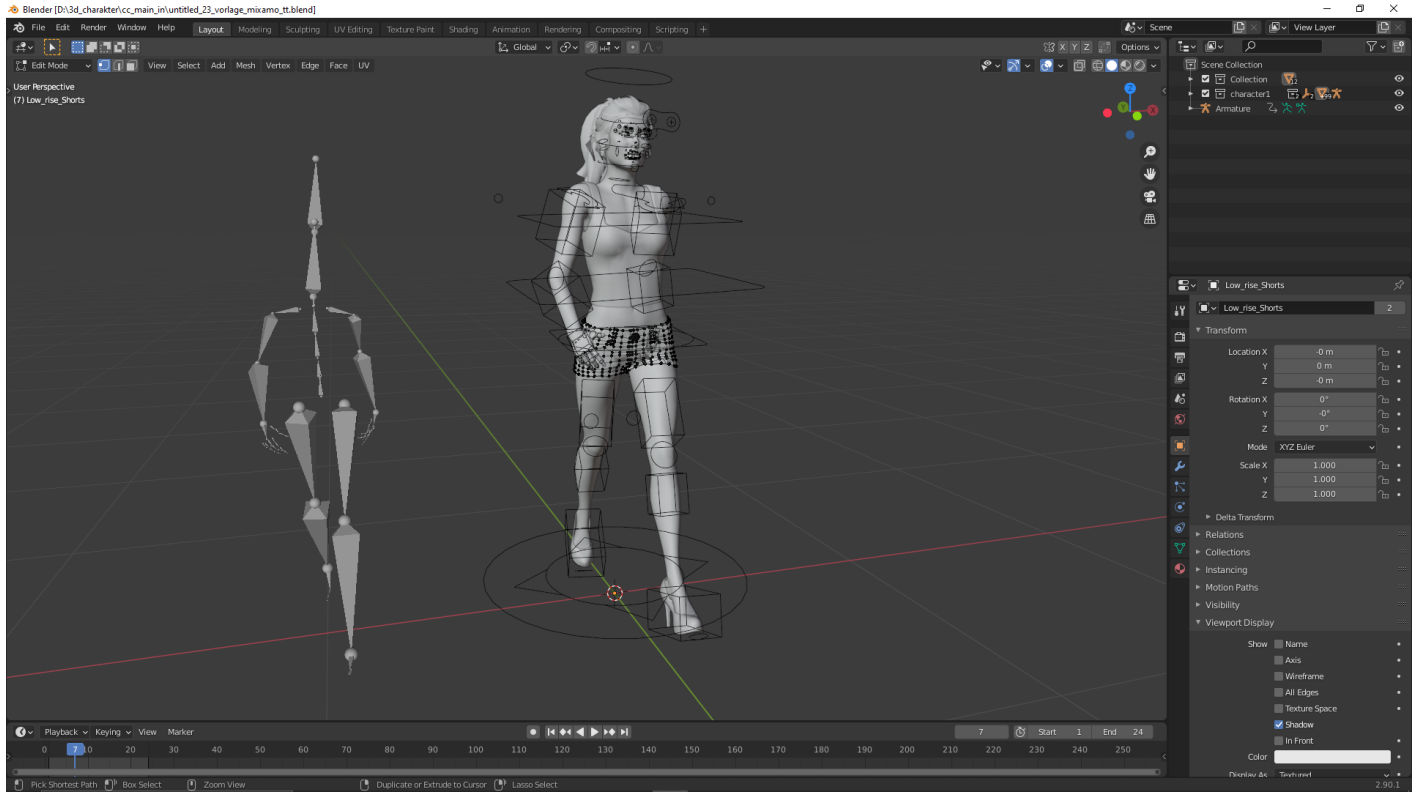 Blender [D:\3d_charakter\cc_main_in\untitled_23_vorlage_mixamo_tt.blend]
File Edit Render Window Help Layout Modeling Sculpting UV Editing Texture Paint Shading Animation Rendering Compositing Scripting + Scene View Layer
Global X Y Z Options
Edit Mode View Select Add Mesh Vertex Edge Face UV
User Perspective
(7) Low_rise_Shorts
Z
Y
X
Scene Collection
Collection
character1
Armature
Low_rise_Shorts
Low_rise_Shorts 2
Transform
Location X -0 m
Y 0 m
Z -0 m
Rotation X 0°
Y -0°
Z 0°
Mode XYZ Euler
Scale X 1.000
Y 1.000
Z 1.000
Delta Transform
Relations
Collections
Instancing
Motion Paths
Visibility
Viewport Display
Show Name
Axis
Wireframe
All Edges
Texture Space
Shadow
In Front
Color
Display As Textured
Playback Keying View Marker 7 Start 1 End 24
0 7 10 20 30 40 50 60 70 80 90 100 110 120 130 140 150 160 170 180 190 200 210 220 230 240 250
Pick Shortest Path Box Select Zoom View Duplicate or Extrude to Cursor Lasso Select 2.90.1